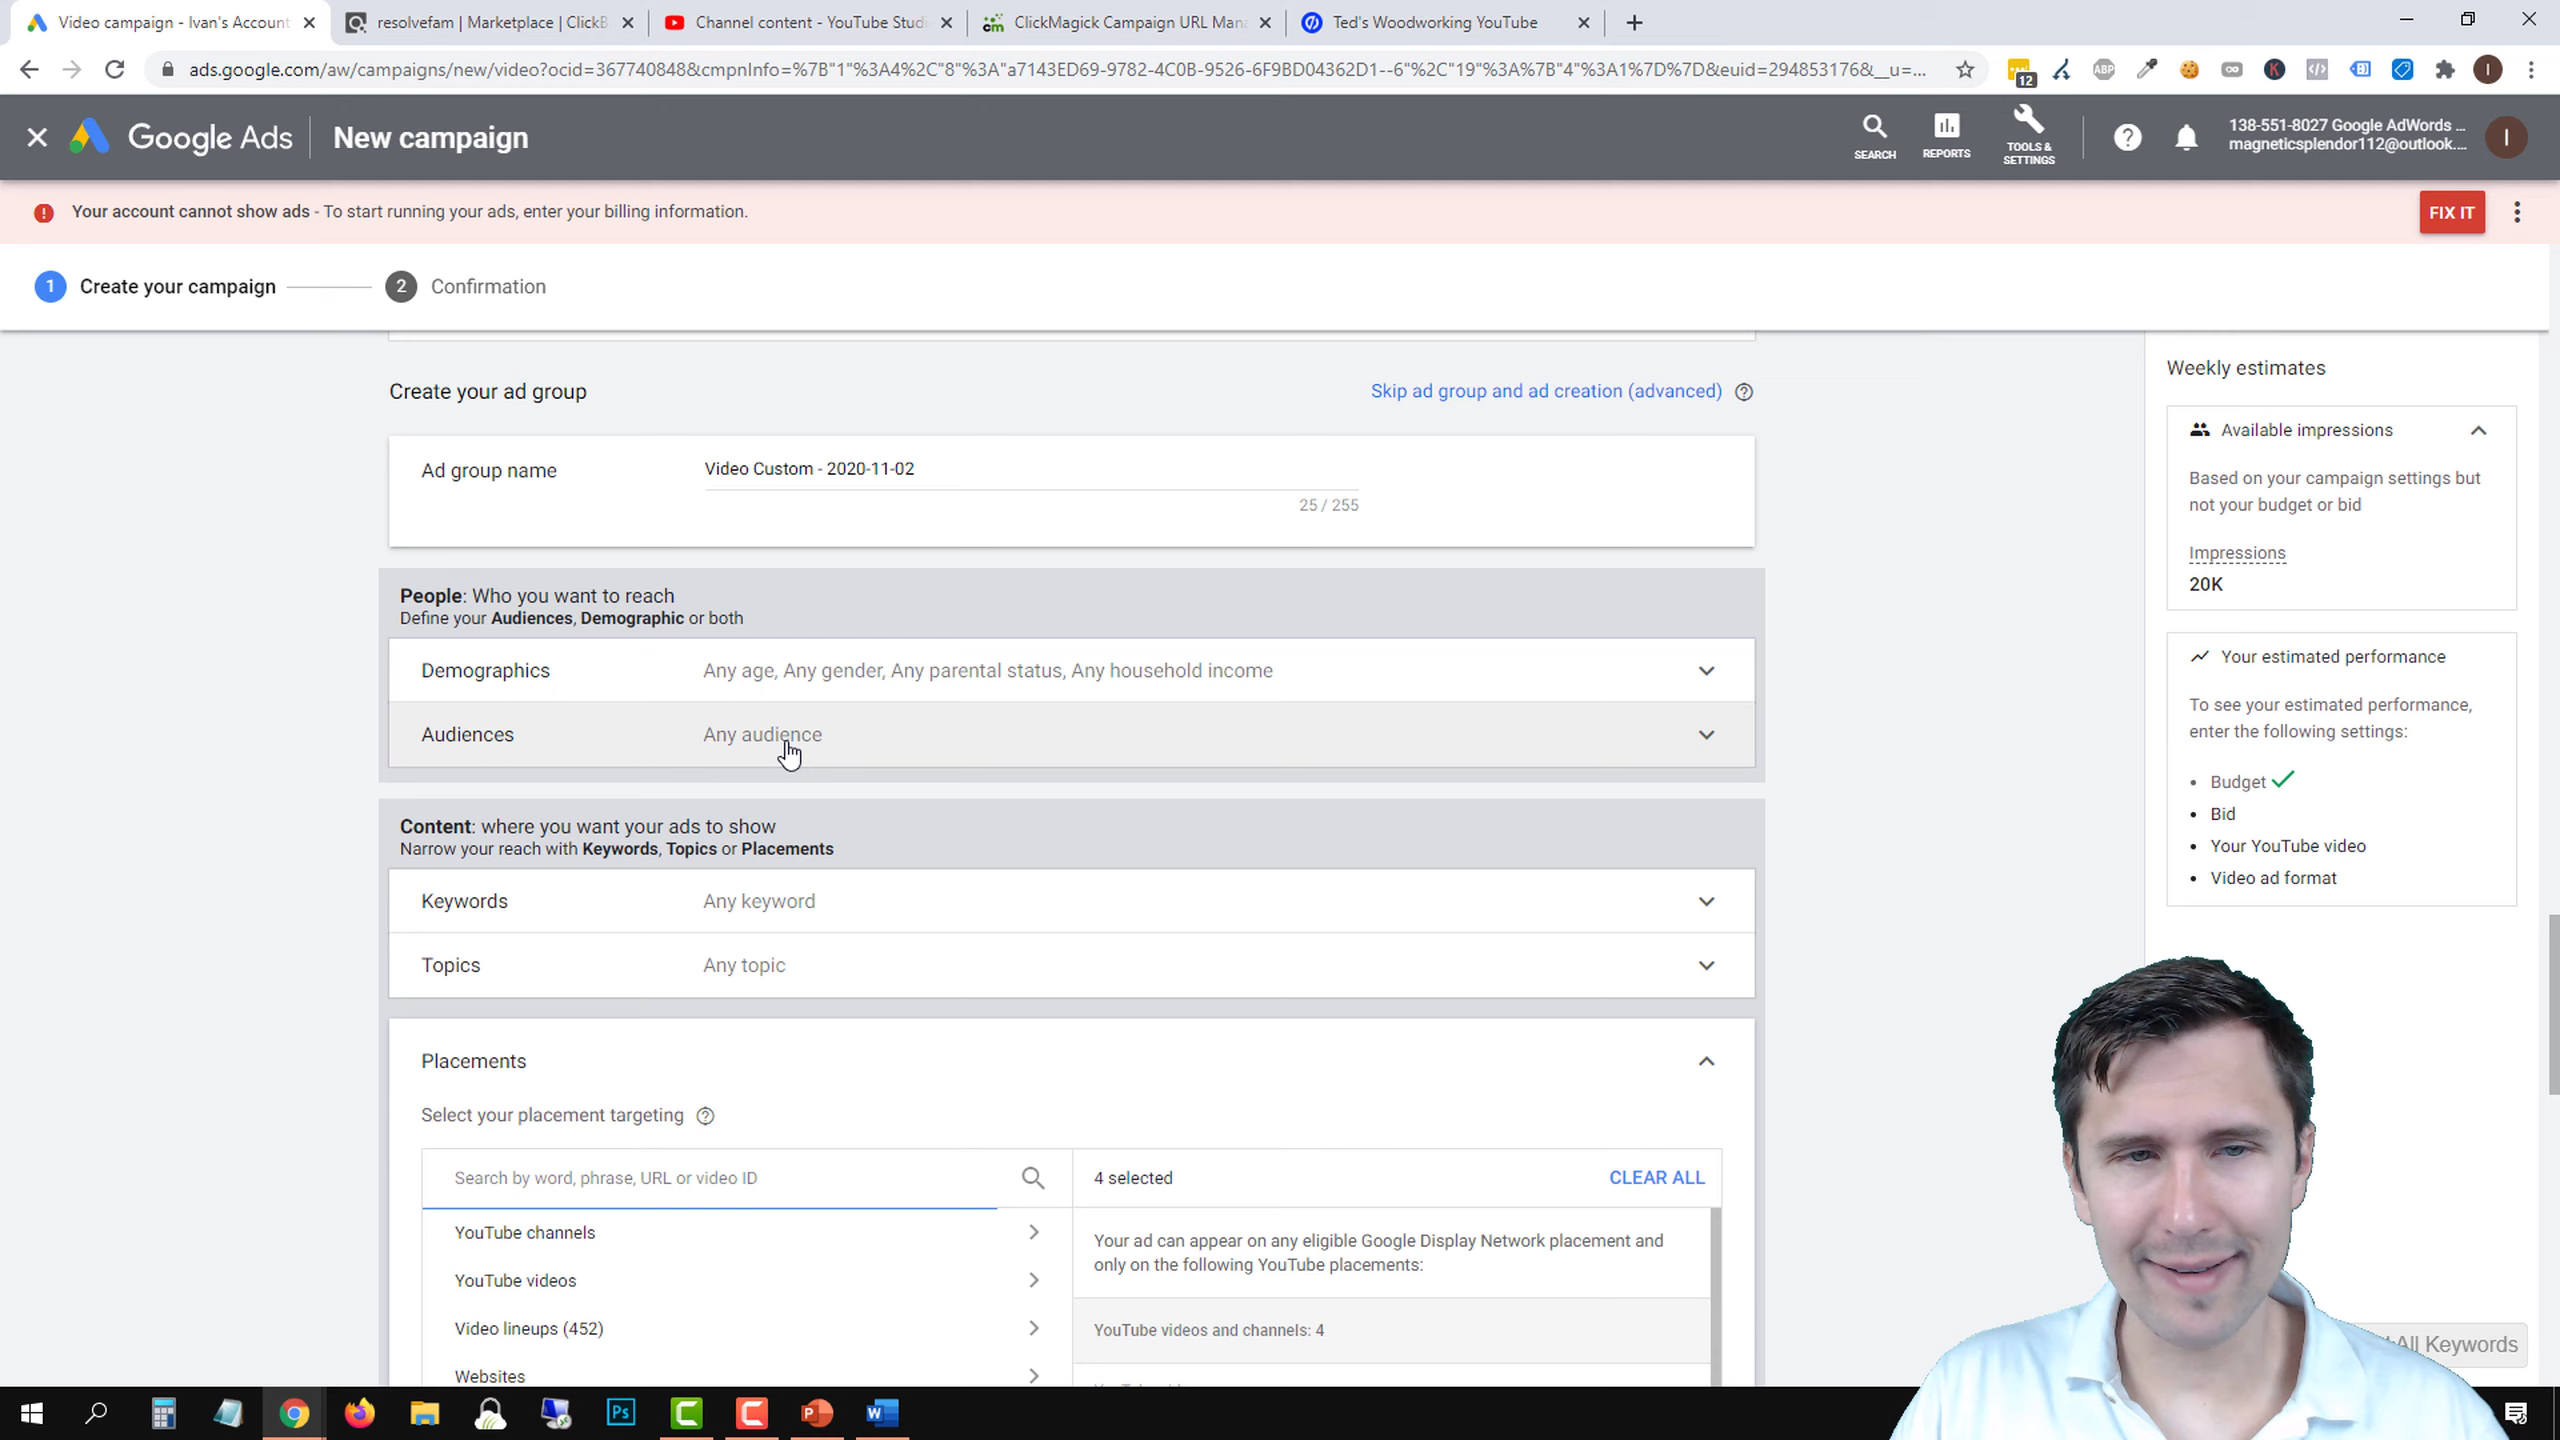 Video campaign - Ivan's Account
resolvefam | Marketplace | ClickB
Channel content - YouTube Studi
ClickMagick Campaign URL Man
Ted's Woodworking YouTube
ads.google.com/aw/campaigns/new/video?ocid=367740848&cmpnInfo=%7B"1"%3A4%2C"8"%3A"a7143ED69-9782-4C0B-9526-6F9BD04362D1--6"%2C"19"%3A%7B"4"%3A1%7D%7D&euid=294853176&__u=...
12
ABP
Google Ads
New campaign
SEARCH
REPORTS
TOOLS &
SETTINGS
138-551-8027 Google AdWords ...
magneticsplendor112@outlook....
I
Your account cannot show ads - To start running your ads, enter your billing information.
FIX IT
1 Create your campaign
2 Confirmation
Create your ad group
Skip ad group and ad creation (advanced)
Ad group name
Video Custom - 2020-11-02
25 / 255
People: Who you want to reach
Define your Audiences, Demographic or both
Demographics
Any age, Any gender, Any parental status, Any household income
Audiences
Any audience
Content: where you want your ads to show
Narrow your reach with Keywords, Topics or Placements
Keywords
Any keyword
Topics
Any topic
Placements
Select your placement targeting
Search by word, phrase, URL or video ID
YouTube channels
YouTube videos
Video lineups (452)
Websites
4 selected
CLEAR ALL
Your ad can appear on any eligible Google Display Network placement and
only on the following YouTube placements:
YouTube videos and channels: 4
Weekly estimates
Available impressions
Based on your campaign settings but
not your budget or bid
Impressions
20K
Your estimated performance
To see your estimated performance,
enter the following settings:
• Budget
• Bid
• Your YouTube video
• Video ad format
All Keywords